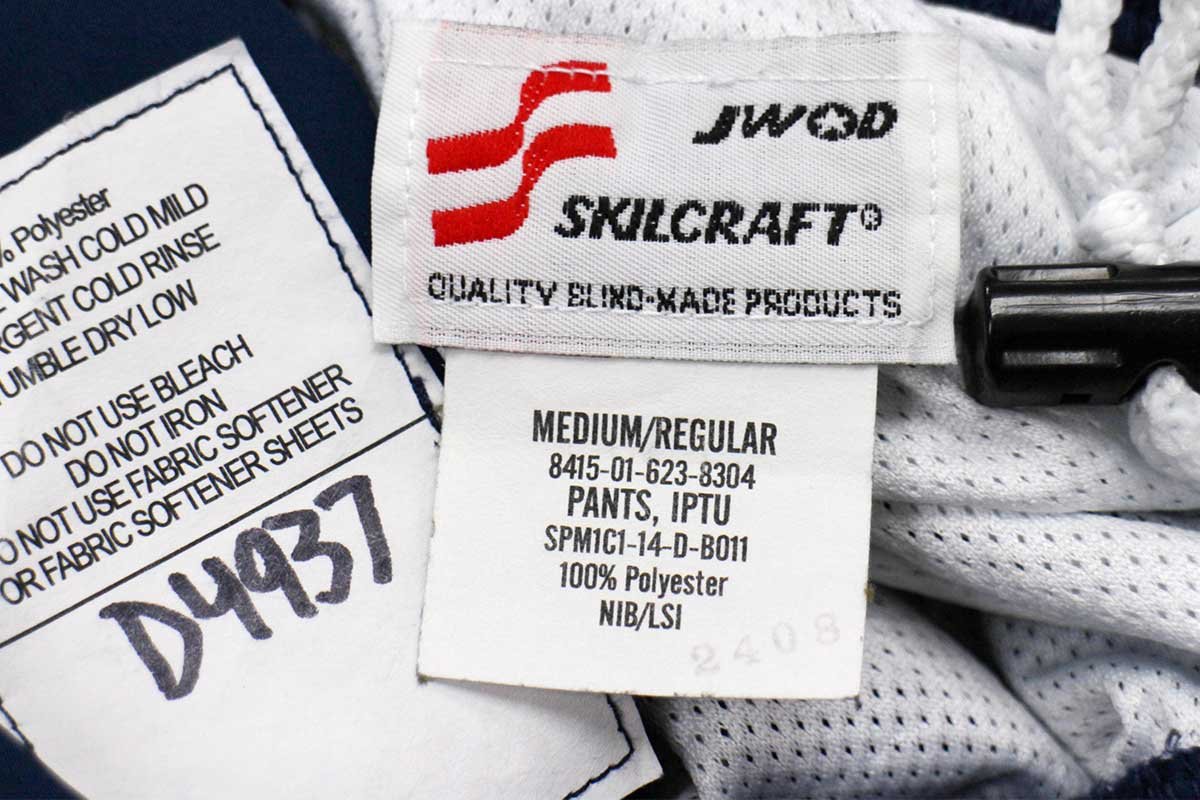 % Polyester
WASH COLD MILD
RGENT COLD RINSE
UMBLE DRY LOW
DO NOT USE BLEACH
DO NOT IRON
O NOT USE FABRIC SOFTENER
OR FABRIC SOFTENER SHEETS
D4937
JWOD
SKILCRAFT®
QUALITY BLIND-MADE PRODUCTS
MEDIUM/REGULAR
8415-01-623-8304
PANTS, IPTU
SPM1C1-14-D-B011
100% Polyester
NIB/LSI
2408